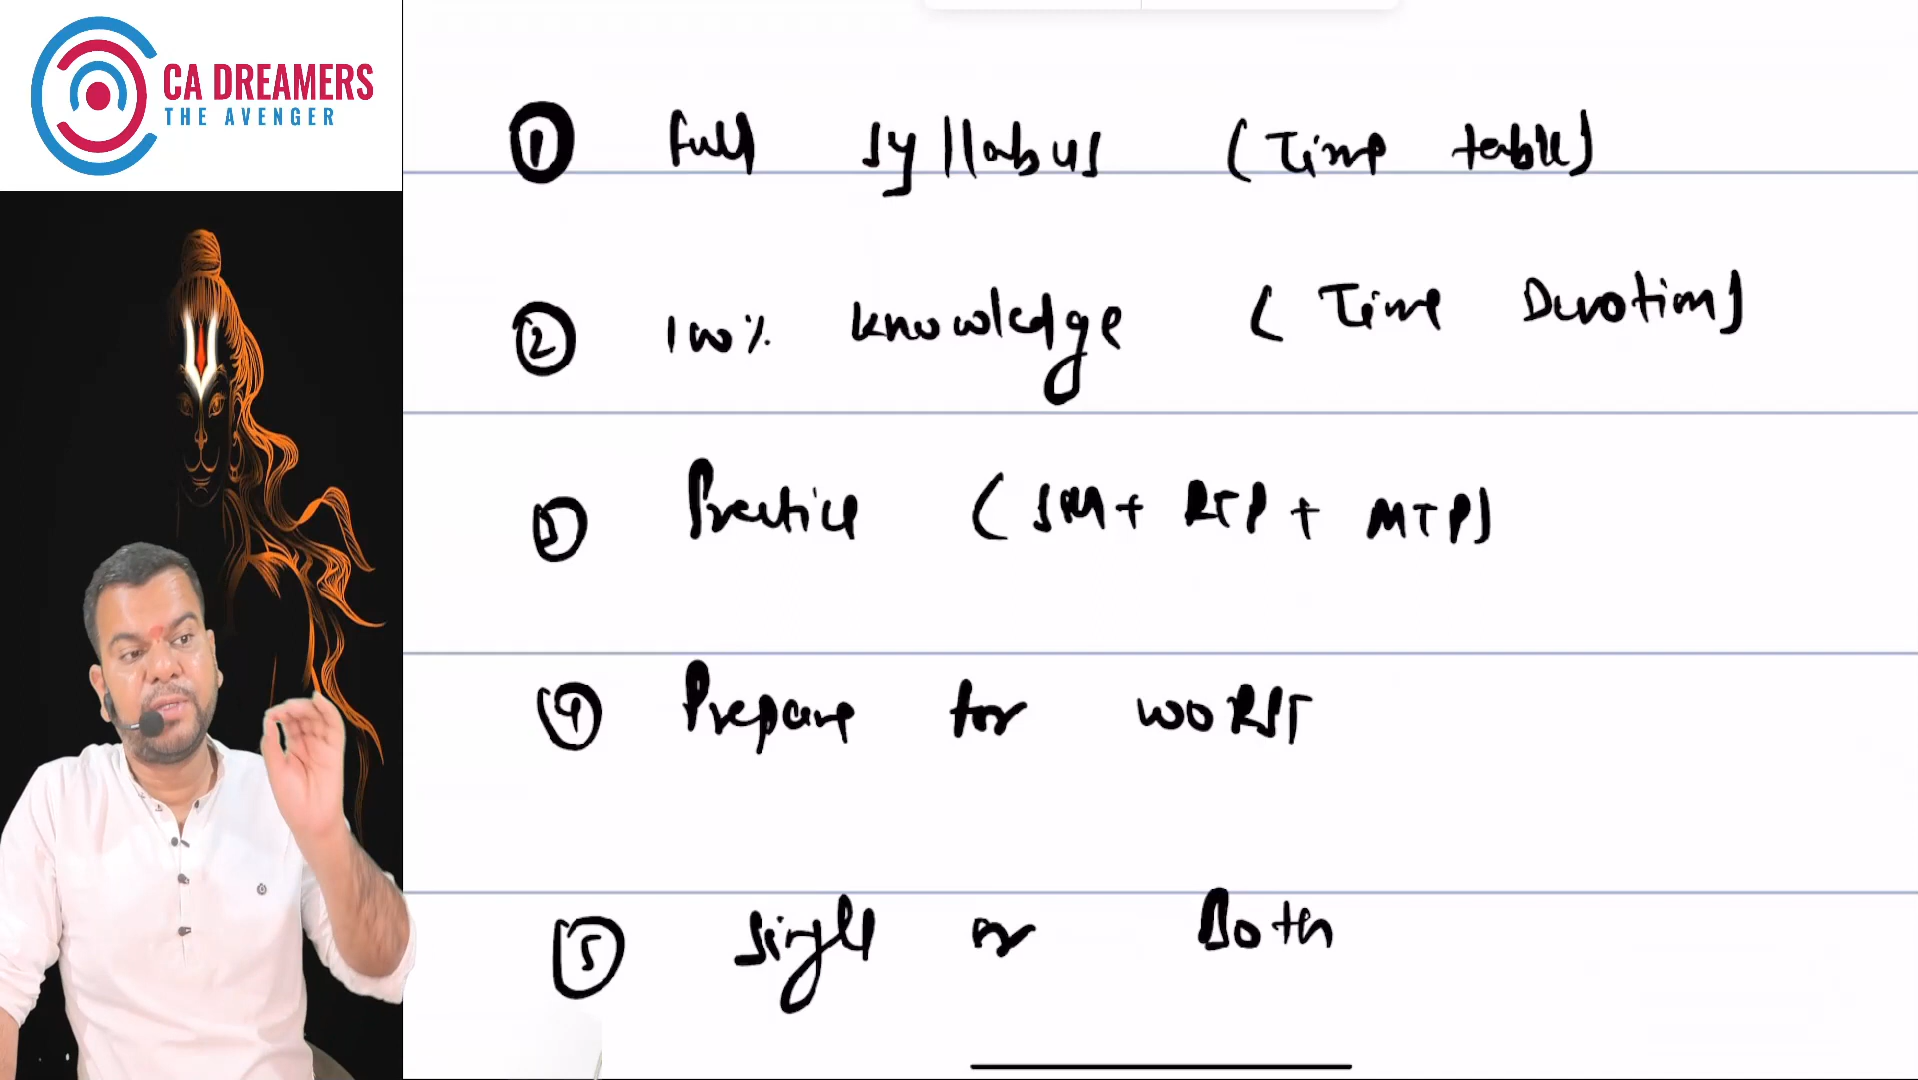 CA DREAMERS
THE AVENGER
① Full Syllabus (Time table)
② 100% Knowledge (Time Devotion)
③ Practice (SM + RTP + MTP)
④ Prepare for WORST
⑤ Single or Both